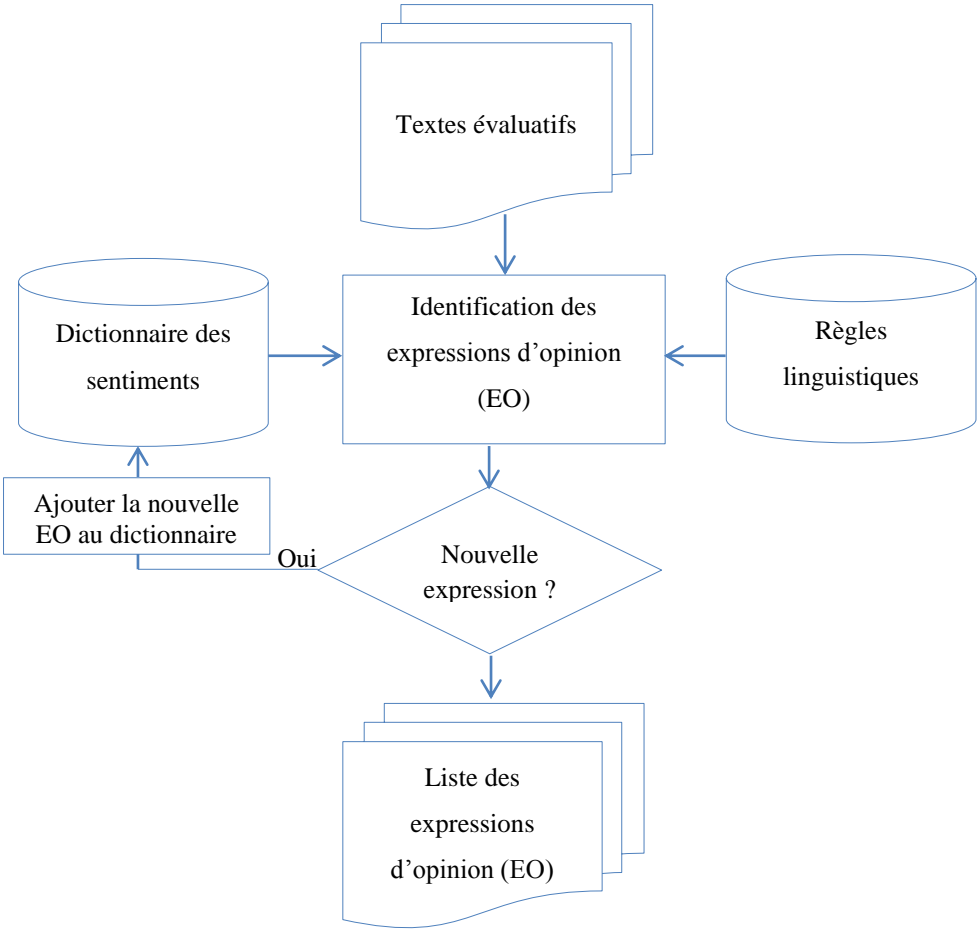 Textes évaluatifs
Dictionnaire des
sentiments
Identification des
expressions d’opinion
(EO)
Règles
linguistiques
Ajouter la nouvelle
EO au dictionnaire
Oui
Nouvelle
expression ?
Liste des
expressions
d’opinion (EO)